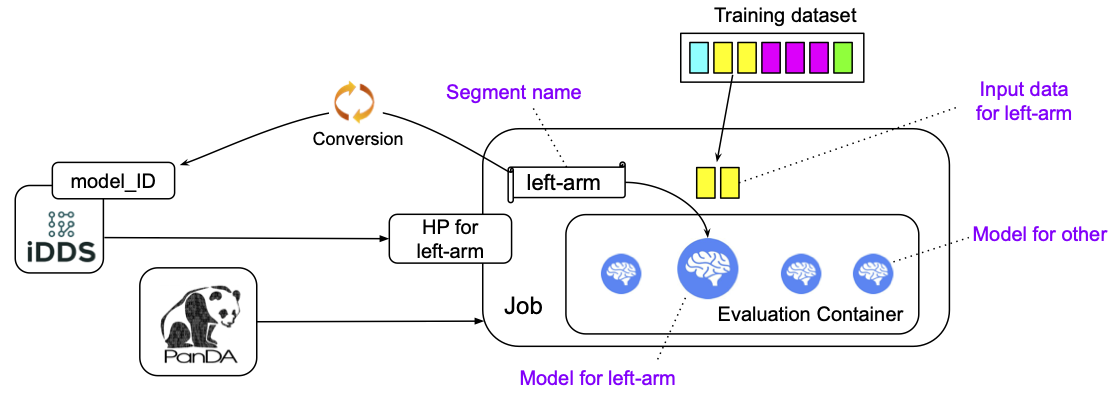 Training dataset
Segment name
Input data
for left-arm
Conversion
model_ID
left-arm
iDDS
HP for
left-arm
Model for other
Job
Evaluation Container
PanDA
Model for left-arm